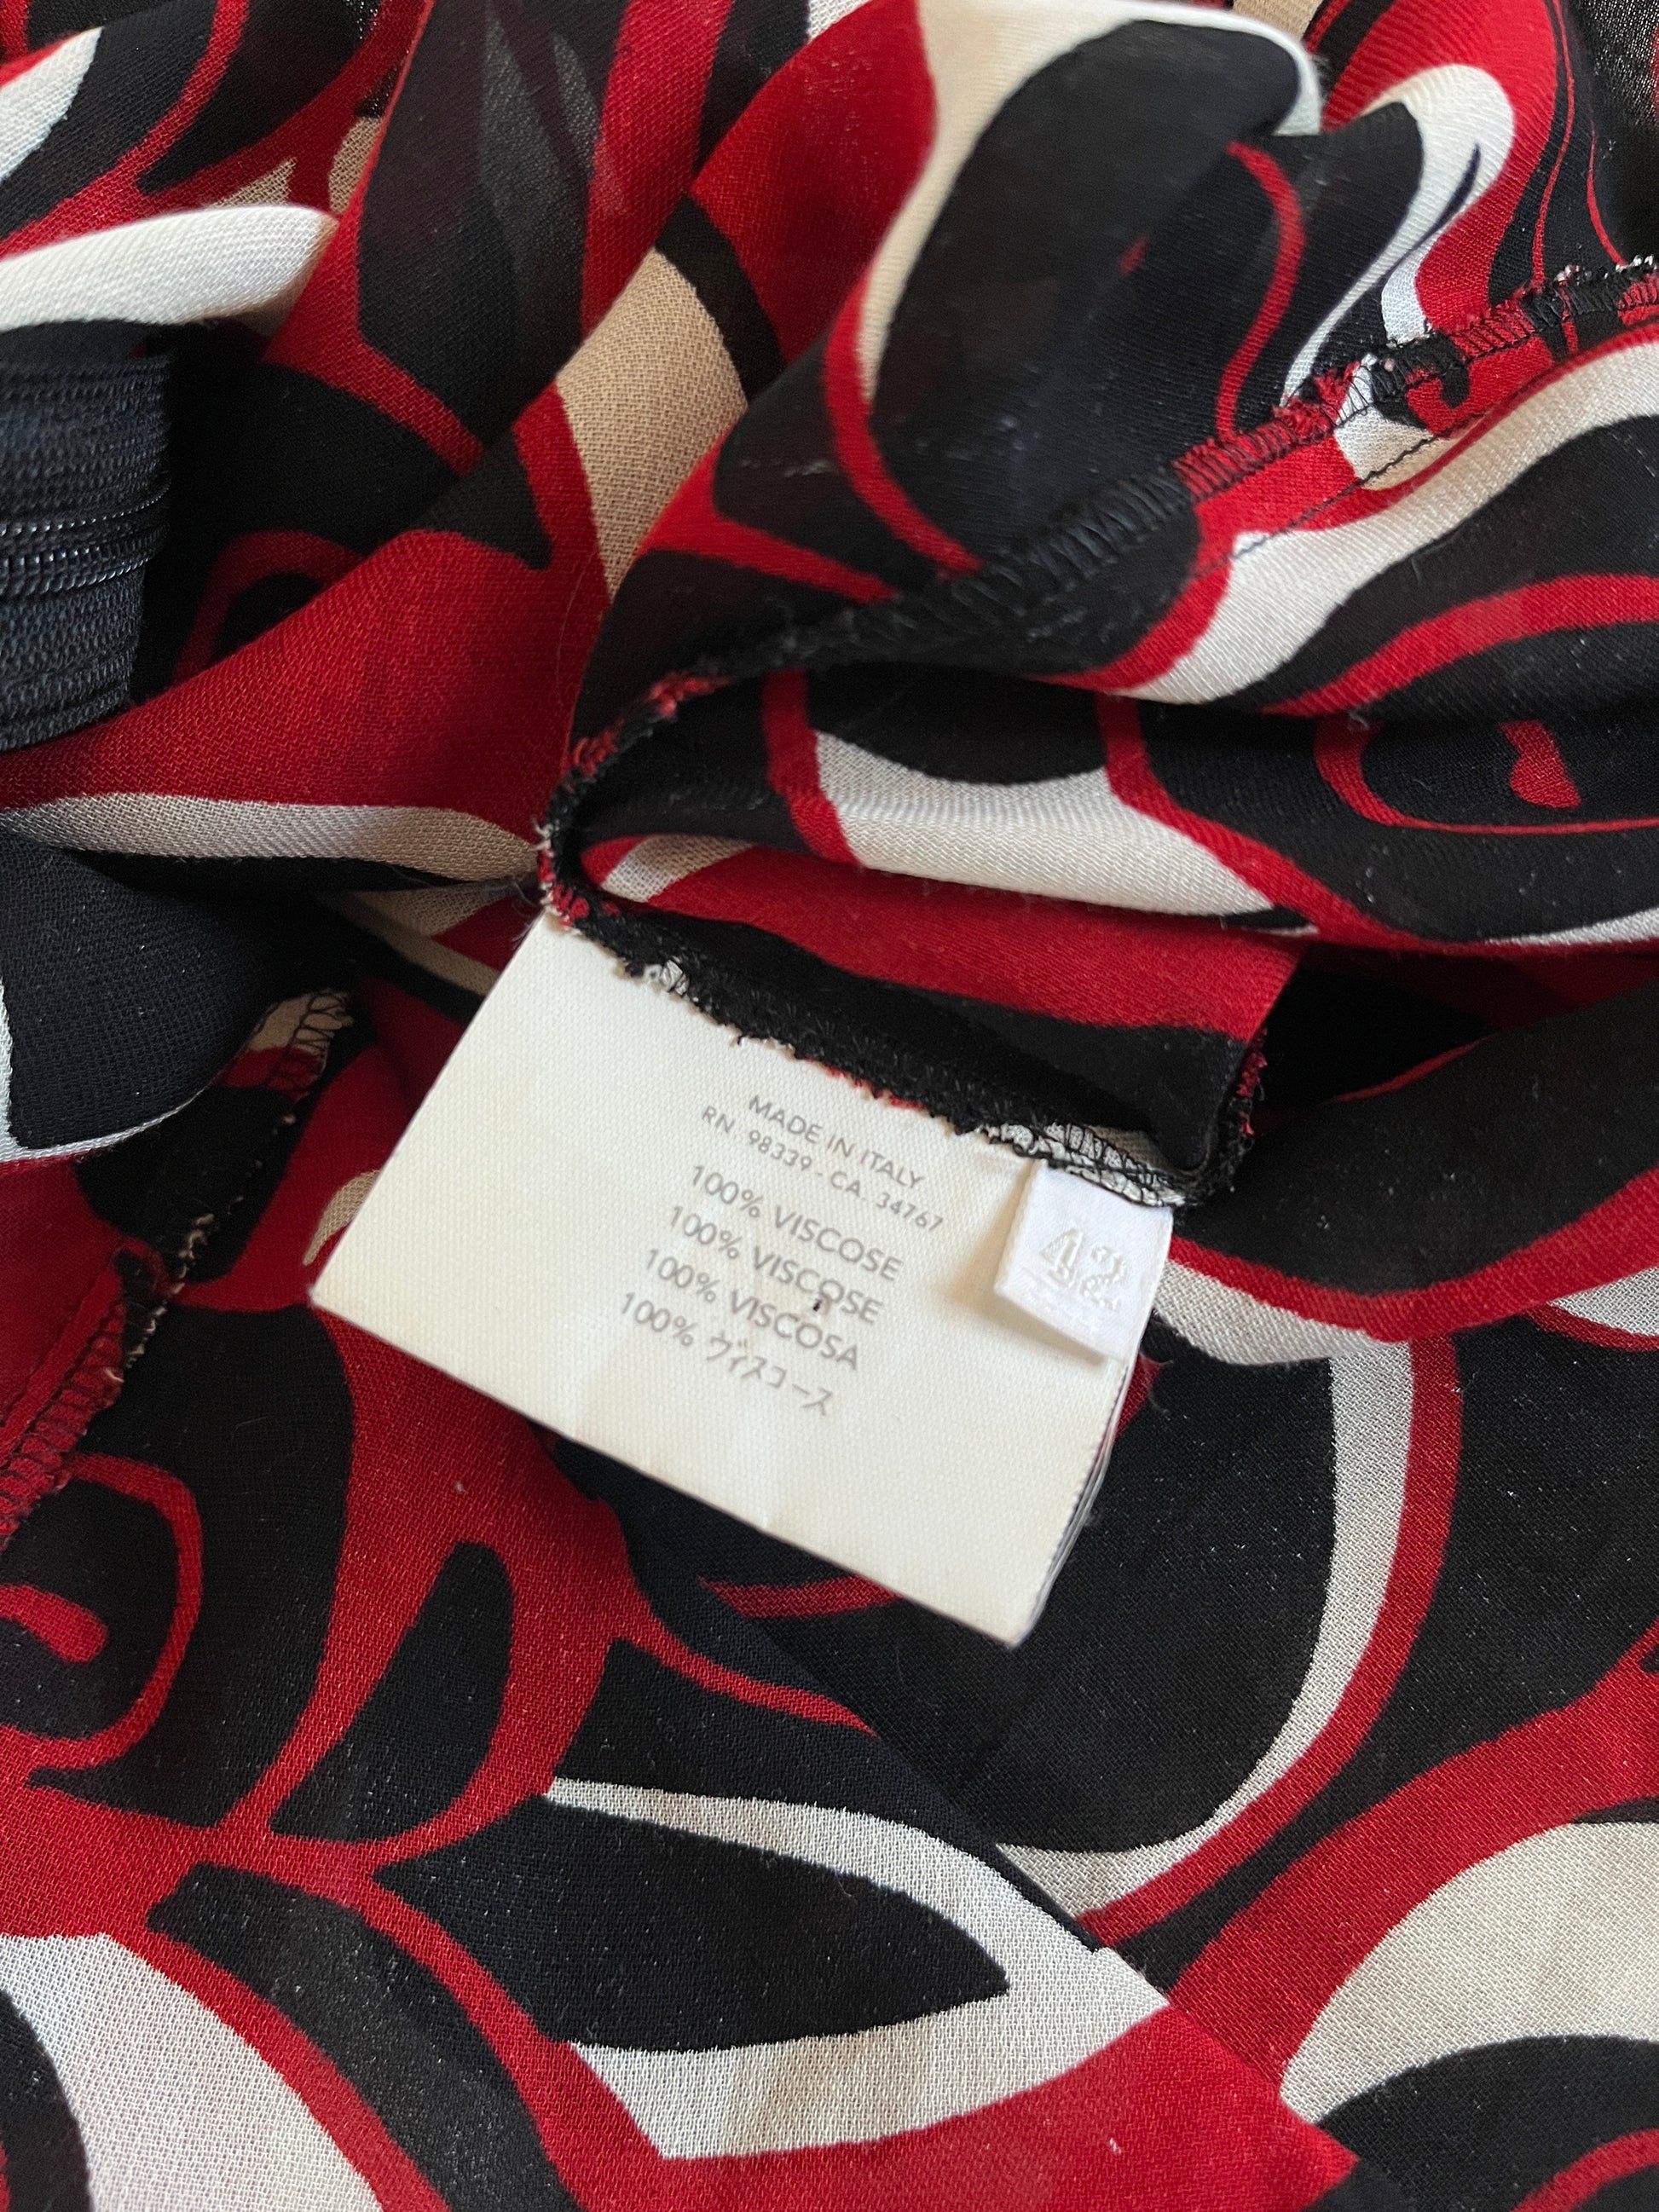 MADE IN ITALY
RN. 98339 - CA. 34767
100% VISCOSE
100% VISCOSE
100% VISCOSA
100% ヴィスコース
42